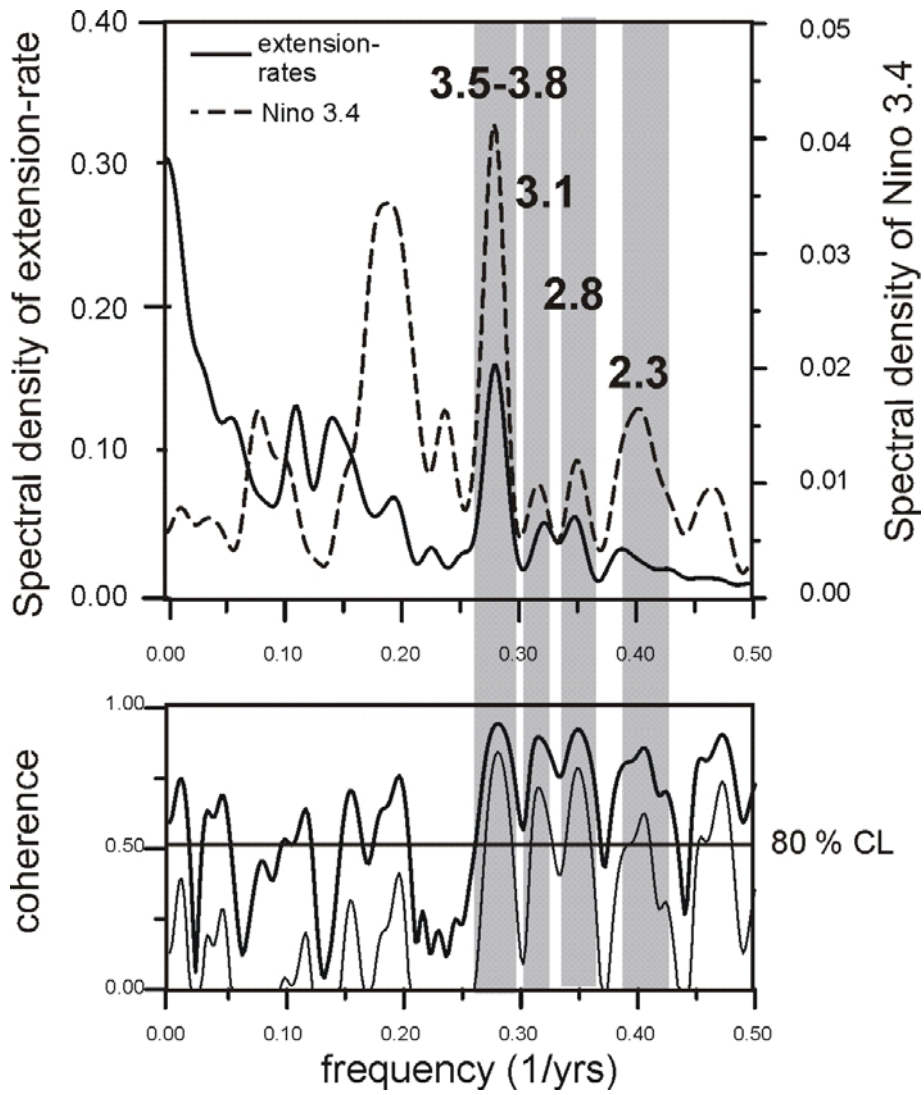 0.40
0.30
0.20
0.10
0.00
Spectral density of extension-rate
extension-
rates
Nino 3.4
3.5-3.8
3.1
2.8
2.3
0.05
0.04
0.03
0.02
0.01
0.00
Spectral density of Nino 3.4
0.00 0.10 0.20 0.30 0.40 0.50
1.00
0.50
0.00
coherence
80 % CL
0.00 0.10 0.20 0.30 0.40 0.50
frequency (1/yrs)